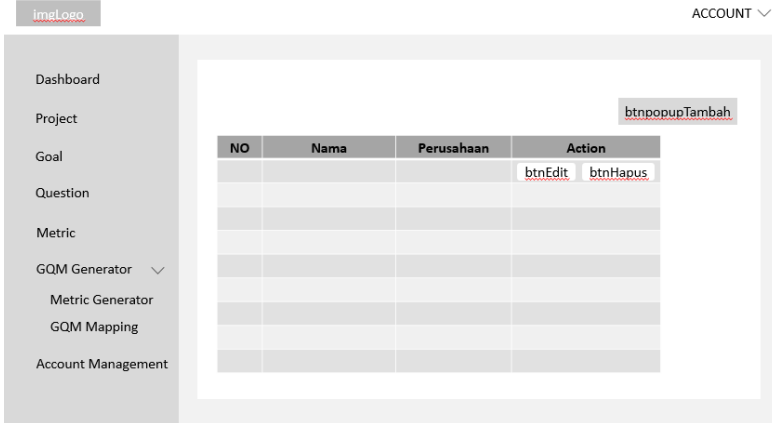 imgLogo
ACCOUNT
Dashboard
Project
Goal
Question
Metric
GQM Generator
Metric Generator
GQM Mapping
Account Management
btnpopupTambah
NO Nama Perusahaan Action
btnEdit btnHapus